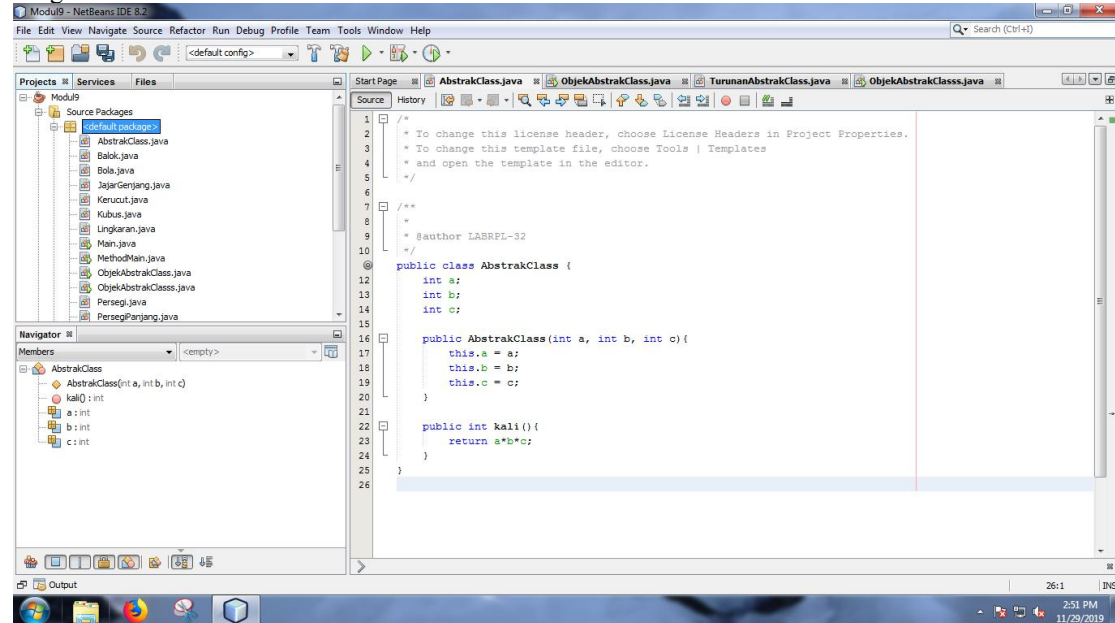 Modul9 - NetBeans IDE 8.2
File Edit View Navigate Source Refactor Run Debug Profile Team Tools Window Help
Search (Ctrl+I)
<default config>
Projects Services Files
Modul9
Source Packages
<default package>
AbstrakClass.java
Balok.java
Bola.java
JajarGenjang.java
Kerucut.java
Kubus.java
Lingkaran.java
Main.java
MethodMain.java
ObjekAbstrakClass.java
ObjekAbstrakClasss.java
Persegi.java
PersegiPanjang.java
Navigator
Members <empty>
AbstrakClass
AbstrakClass(int a, int b, int c)
kali() : int
a : int
b : int
c : int
Start Page AbstrakClass.java ObjekAbstrakClass.java TurunanAbstrakClass.java ObjekAbstrakClasss.java
Source History
1 /*
2 * To change this license header, choose License Headers in Project Properties.
3 * To change this template file, choose Tools | Templates
4 * and open the template in the editor.
5 */
6
7 /**
8 *
9 * @author LABRPL-32
10 */
public class AbstrakClass {
12 int a;
13 int b;
14 int c;
15
16 public AbstrakClass(int a, int b, int c){
17 this.a = a;
18 this.b = b;
19 this.c = c;
20 }
21
22 public int kali(){
23 return a*b*c;
24 }
25 }
26
Output
26:1 INS
2:51 PM
11/29/2019